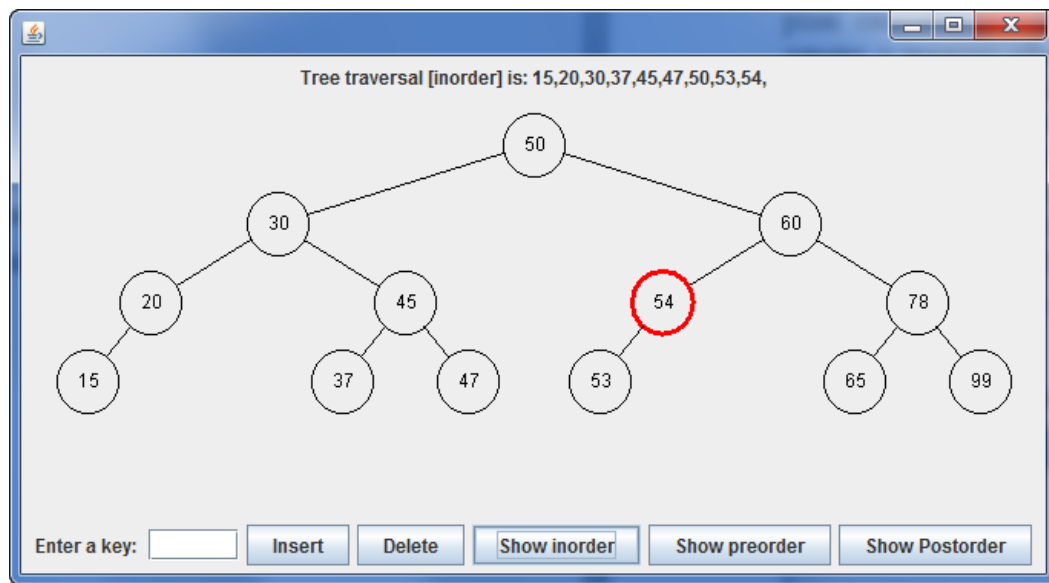 Tree traversal [inorder] is: 15,20,30,37,45,47,50,53,54,
50
30 60
20 45 54 78
15 37 47 53 65 99
Enter a key: Insert Delete Show inorder Show preorder Show Postorder